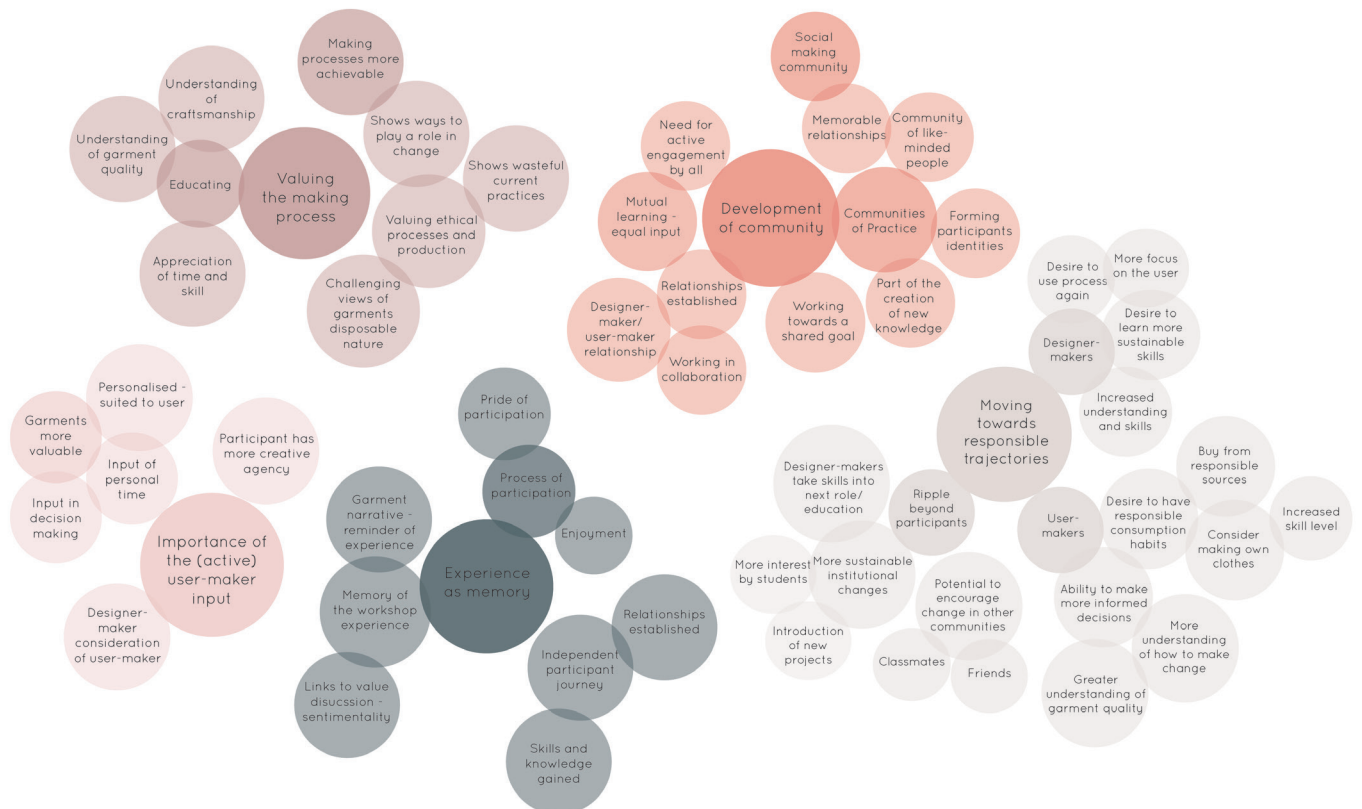 Making
processes more
achievable
Understanding
of
craftsmanship
Understanding
of garment
quality
Educating
Valuing
the making
process
Shows ways to
play a role in
change
Shows wasteful
current
practices
Valuing ethical
processes and
production
Appreciation
of time and
skill
Challenging
views of
garments
disposable
nature
Social
making
community
Need for
active
engagement
by all
Memorable
relationships
Community
of like-
minded
people
Mutual
learning -
equal input
Development
of community
Communities
of Practice
Forming
participants
identities
Relationships
established
Designer-
maker/
user-maker
relationship
Working in
collaboration
Working
towards a
shared goal
Part of the
creation
of new
knowledge
Desire to
use process
again
More focus
on the user
Designer-
makers
Desire to
learn more
sustainable
skills
Increased
understanding
and skills
Moving
towards
responsible
trajectories
Designer-makers
take skills into
next role/
education
Ripple
beyond
participants
User-
makers
Desire to have
responsible
consumption
habits
Buy from
responsible
sources
Consider
making own
clothes
Increased
skill level
More interest
by students
More sustainable
institutional
changes
Introduction
of new
projects
Potential to
encourage
change in other
communities
Classmates
Friends
Ability to make
more informed
decisions
More
understanding
of how to make
change
Greater
understanding of
garment quality
Personalised -
suited to user
Garments
more
valuable
Input of
personal
time
Participant has
more creative
agency
Input in
decision
making
Importance of
the (active)
user-maker
input
Designer-
maker
consideration
of user-maker
Pride of
participation
Process of
participation
Enjoyment
Garment
narrative -
reminder of
experience
Memory of
the workshop
experience
Experience
as memory
Links to value
disucssion -
sentimentality
Relationships
established
Independent
participant
journey
Skills and
knowledge
gained